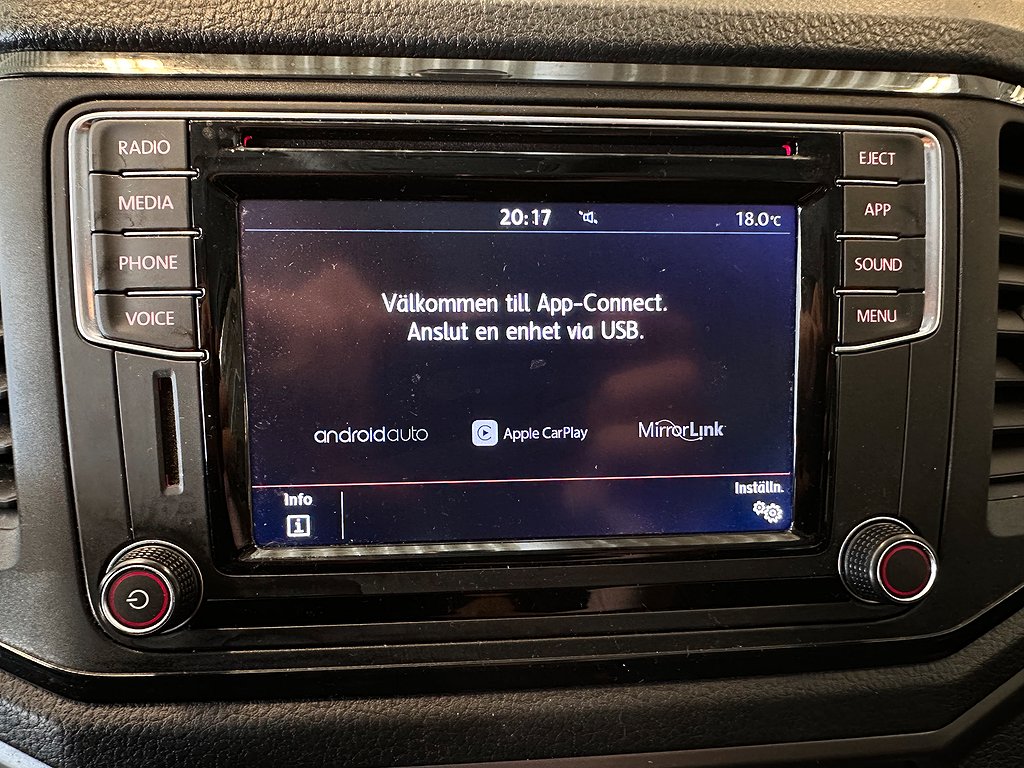 RADIO
MEDIA
PHONE
VOICE
EJECT
APP
SOUND
MENU
20:17
18.0°C
Välkommen till App-Connect.
Anslut en enhet via USB.
androidauto
Apple CarPlay
MirrorLink
Info
i
Inställn.